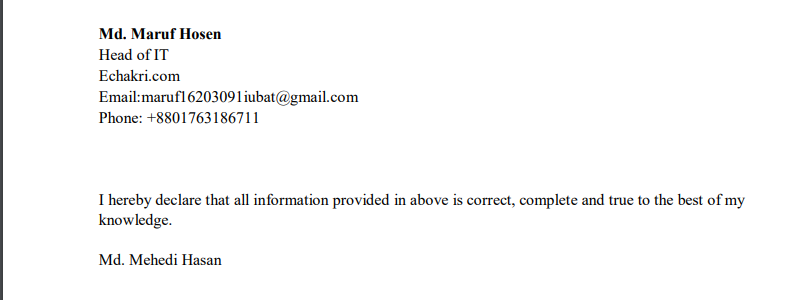 Md. Maruf Hosen
Head of IT
Echakri.com
Email:maruf16203091iubat@gmail.com
Phone: +8801763186711
I hereby declare that all information provided in above is correct, complete and true to the best of my
knowledge.
Md. Mehedi Hasan